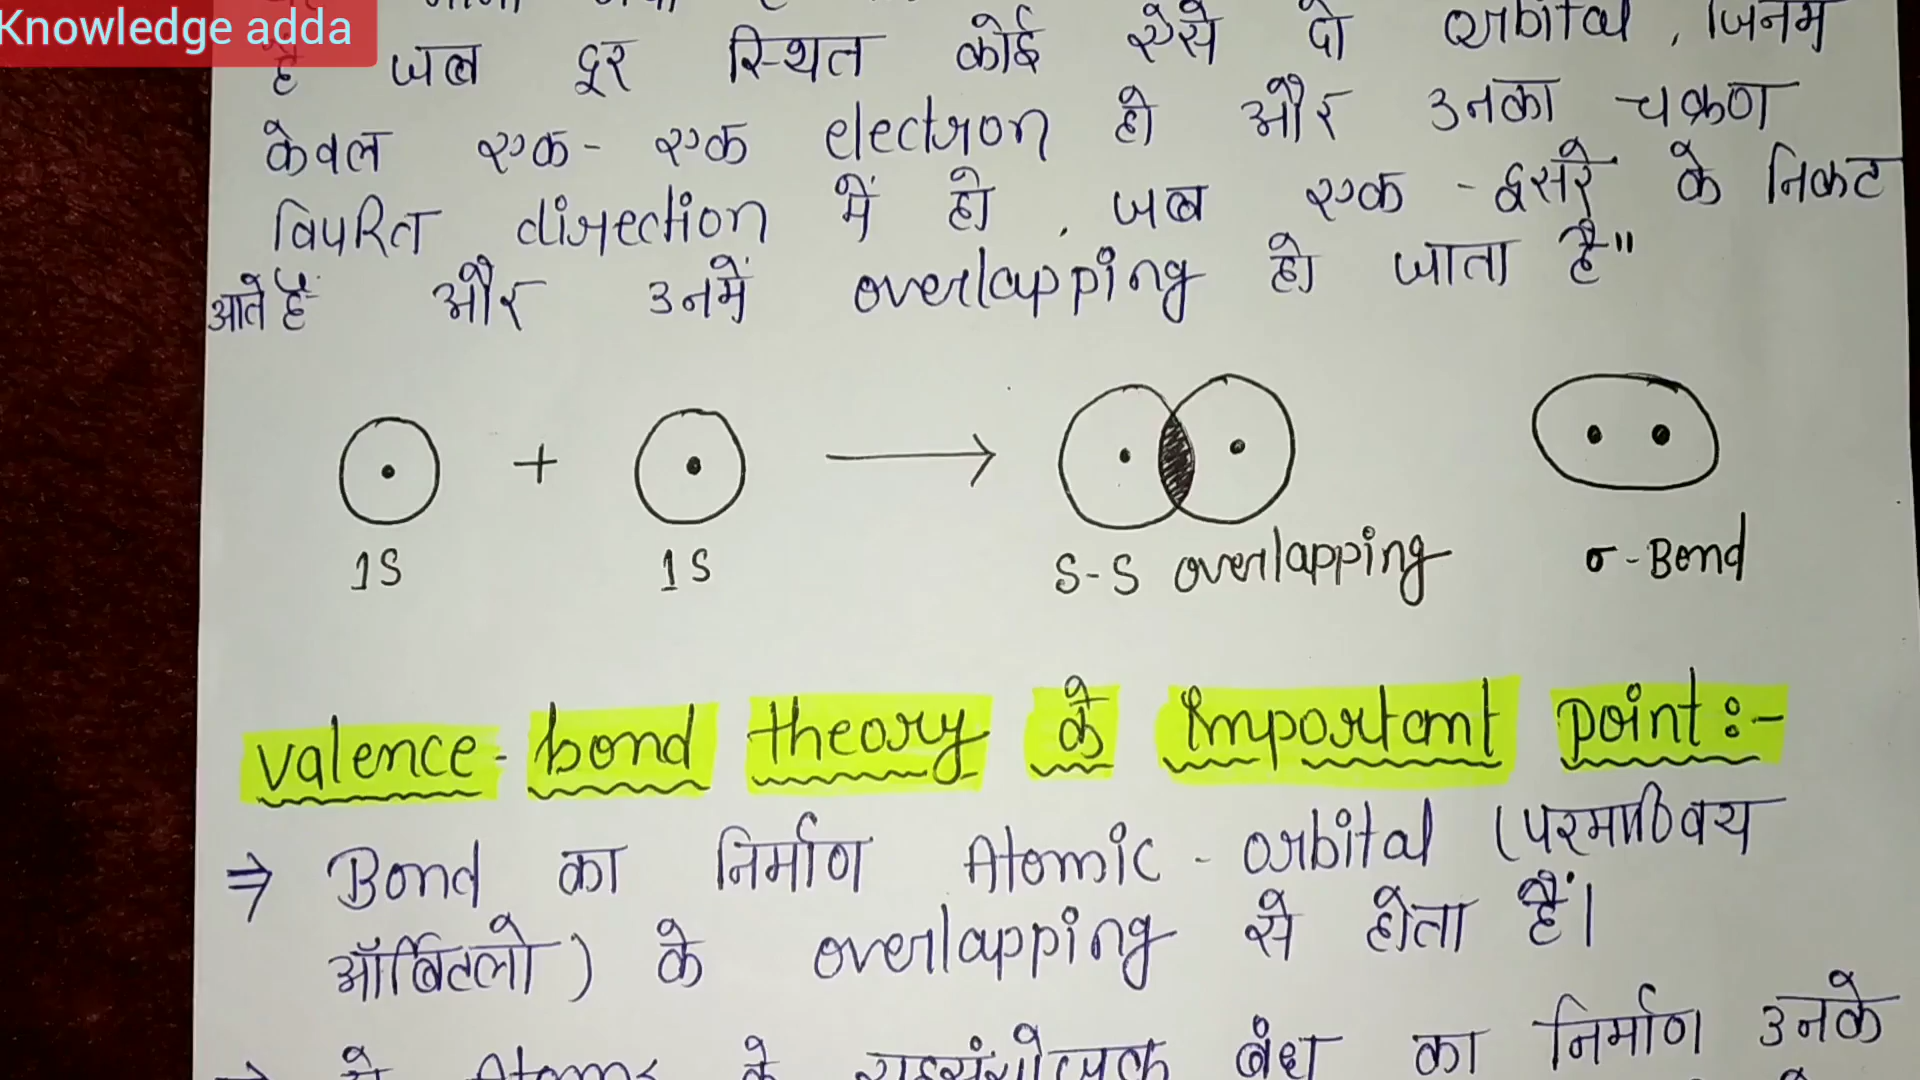 Knowledge adda
है जब दूर स्थित कोई ऐसे दो orbital, जिनमें
केवल एक-एक electron हो और उनका चक्रण
विपरित direction में हो, जब एक-दूसरे के निकट
आते हैं और उनमें overlapping हो जाता है"
+
1S 1S S-S overlapping σ-Bond
Valence-bond theory के Important point:-
⇒ Bond का निर्माण Atomic-orbital (परमाण्विय
ऑर्बिटलो) के overlapping से होता हैं।
बंध का निर्माण उनके